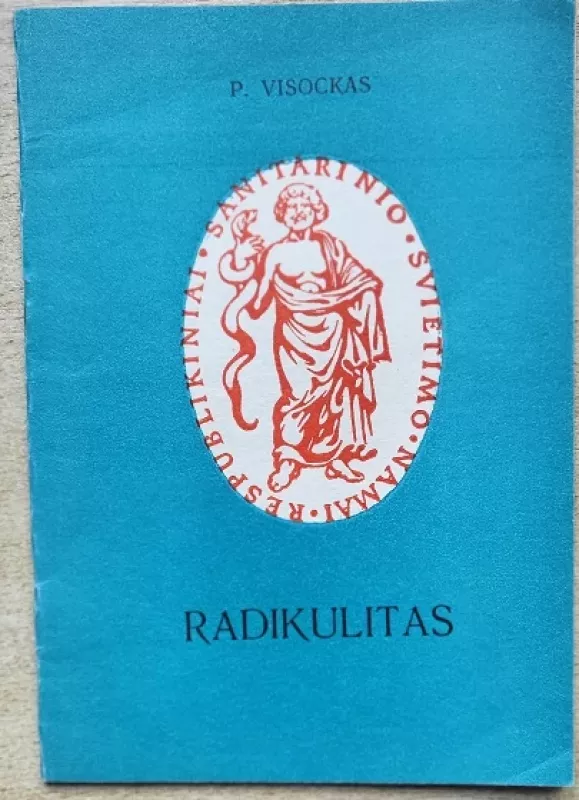 P. VISOCKAS
RESPUBLIKINIAI · SANITARINIO · ŠVIETIMO · NAMAI ·
RADIKULITAS